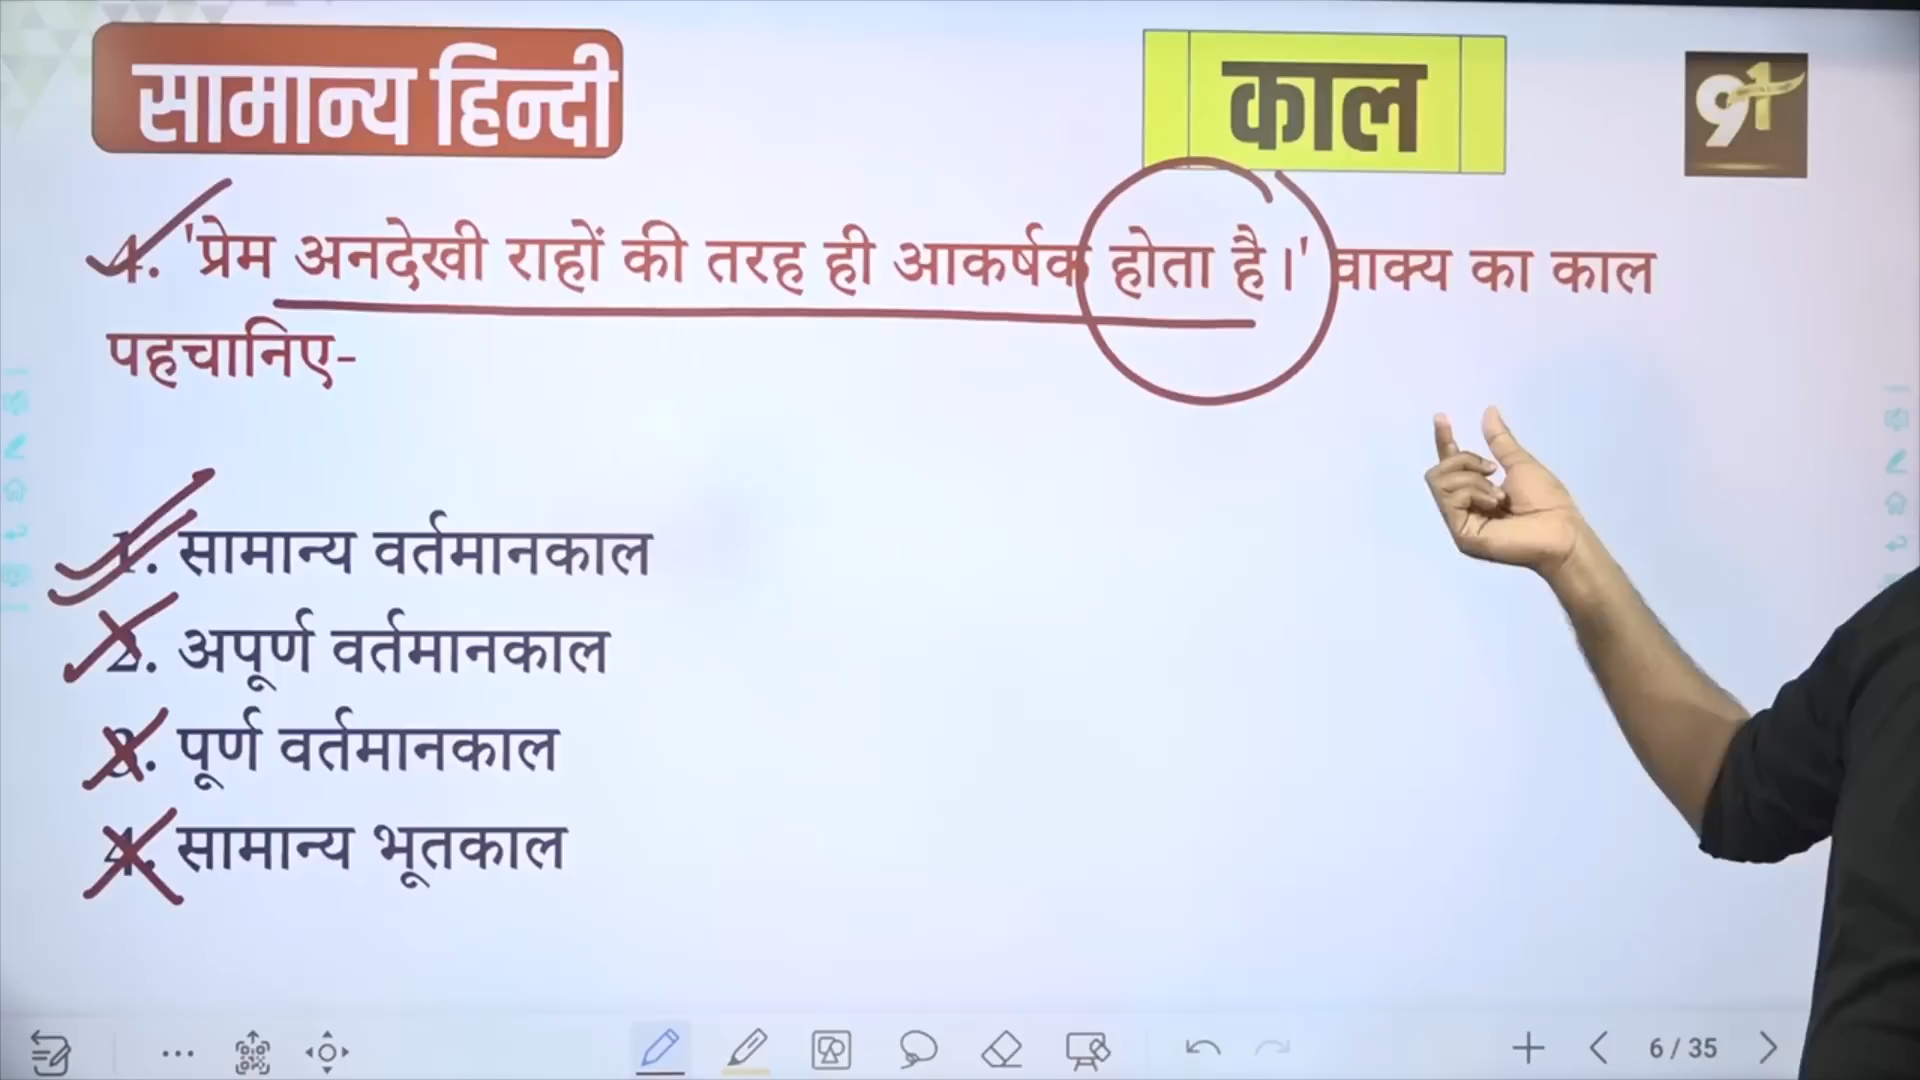 सामान्य हिन्दी
काल
91
4. 'प्रेम अनदेखी राहों की तरह ही आकर्षक होता है।' वाक्य का काल
पहचानिए-
1. सामान्य वर्तमानकाल
2. अपूर्ण वर्तमानकाल
3. पूर्ण वर्तमानकाल
4. सामान्य भूतकाल
6 / 35